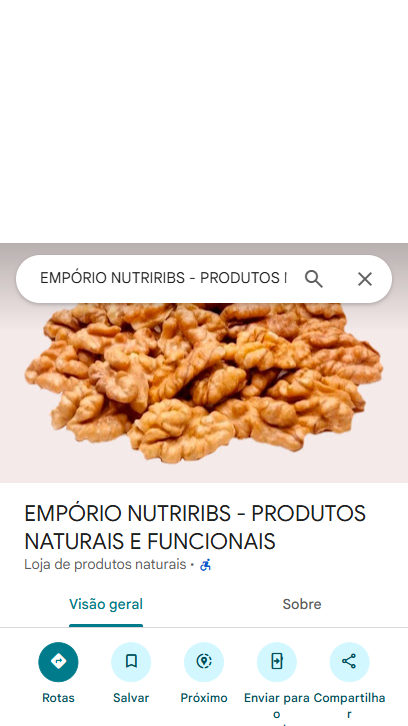 EMPÓRIO NUTRIRIBS - PRODUTOS
EMPÓRIO NUTRIRIBS - PRODUTOS
NATURAIS E FUNCIONAIS
Loja de produtos naturais ·
Visão geral
Sobre
Rotas
Salvar
Próximo
Enviar para
o
Compartilha
r